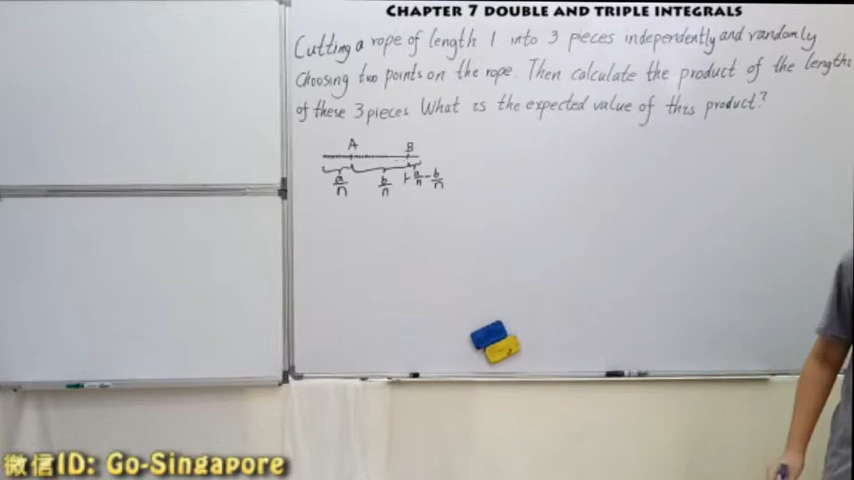 CHAPTER 7 DOUBLE AND TRIPLE INTEGRALS
Cutting a rope of length 1 into 3 pieces independently and randomly
Choosing two points on the rope. Then calculate the product of the lengths
of these 3 pieces. What is the expected value of this product?
A B
a/n b/n 1-a/n-b/n
微信ID: Go-Singapore